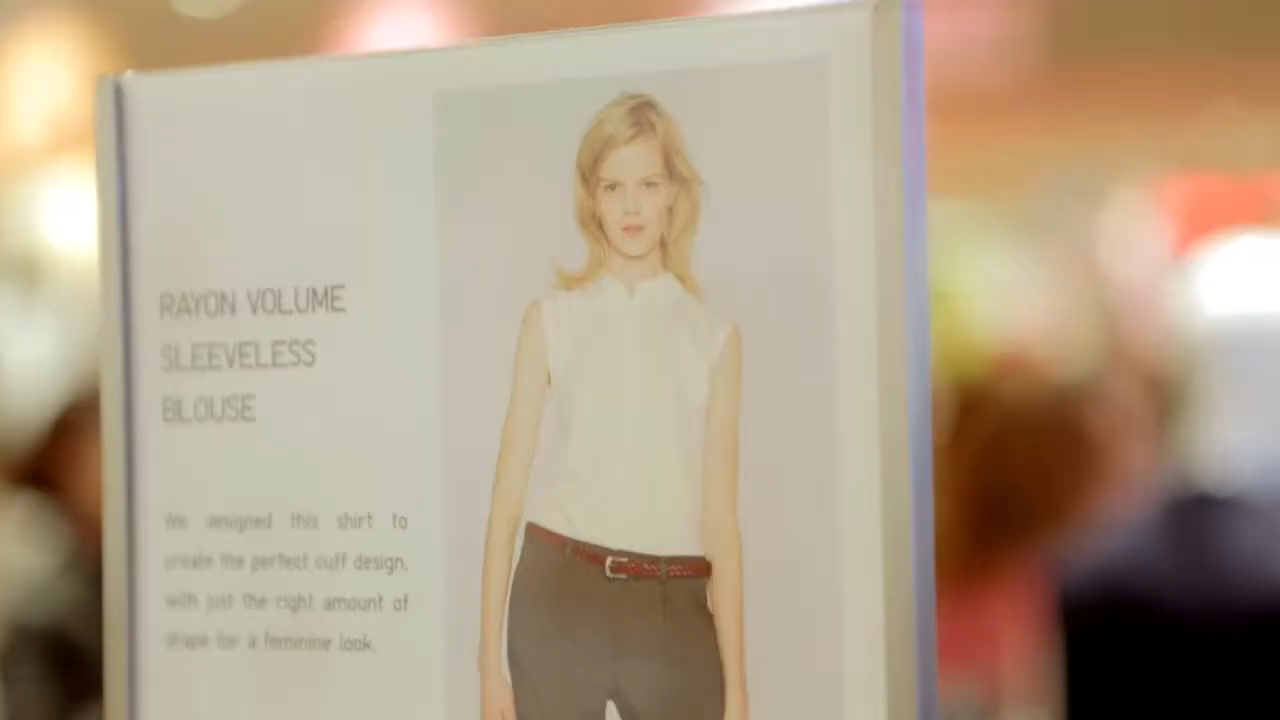 RAYON VOLUME
SLEEVELESS
BLOUSE
We designed this shirt to
create the perfect cuff design,
with just the right amount of
drape for a feminine look.